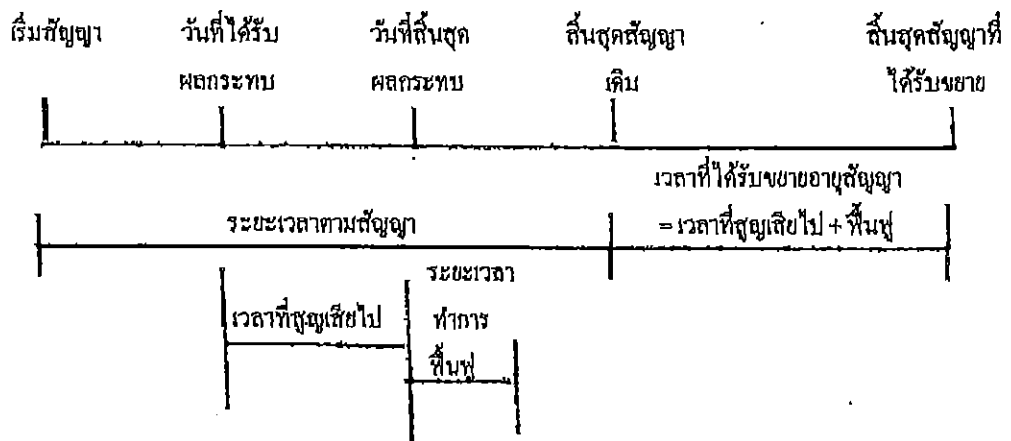 เริ่มสัญญา วันที่ได้รับ วันที่สิ้นสุด สิ้นสุดสัญญา สิ้นสุดสัญญาที่
ผลกระทบ ผลกระทบ เดิม ได้รับขยาย
เวลาที่ได้รับขยายอายุสัญญา
ระยะเวลาตามสัญญา = เวลาที่สูญเสียไป + ฟื้นฟู
ระยะเวลา
เวลาที่สูญเสียไป ทำการ
ฟื้นฟู